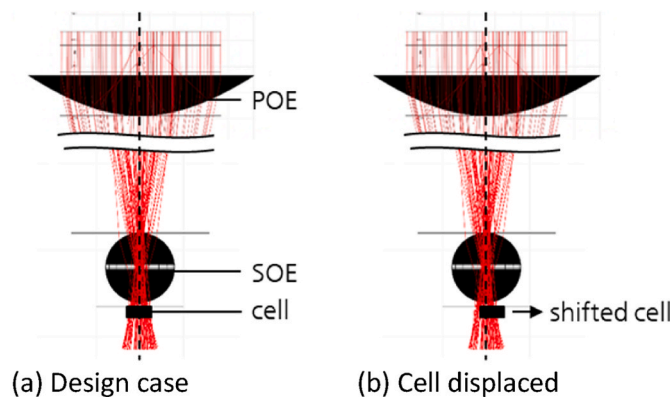 POE
SOE
cell
shifted cell
(a) Design case
(b) Cell displaced